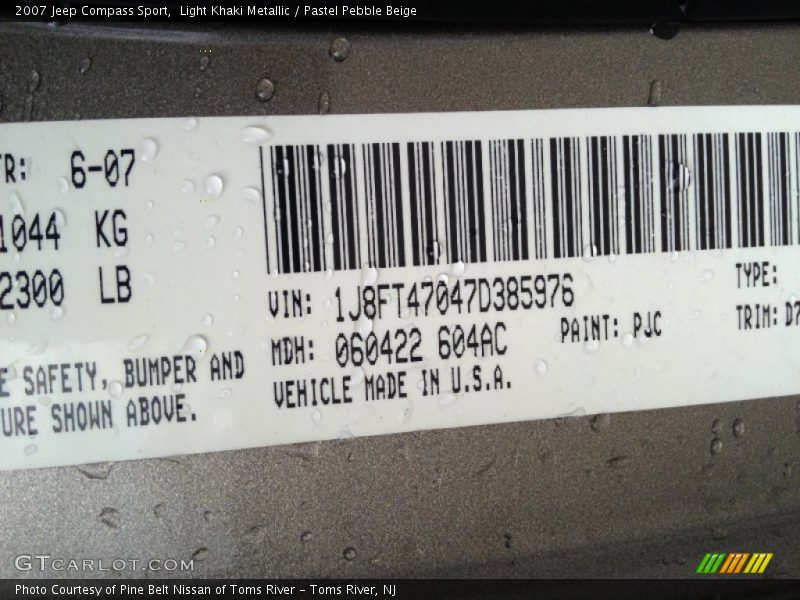 2007 Jeep Compass Sport,  Light Khaki Metallic / Pastel Pebble Beige
TR: 6-07
1044 KG
2300 LB
E SAFETY, BUMPER AND
URE SHOWN ABOVE.
VIN: 1J8FT47047D385976
MDH: 060422 604AC
VEHICLE MADE IN U.S.A.
PAINT: PJC
TYPE:
TRIM: D7
GTCARLOT.COM
Photo Courtesy of Pine Belt Nissan of Toms River – Toms River, NJ